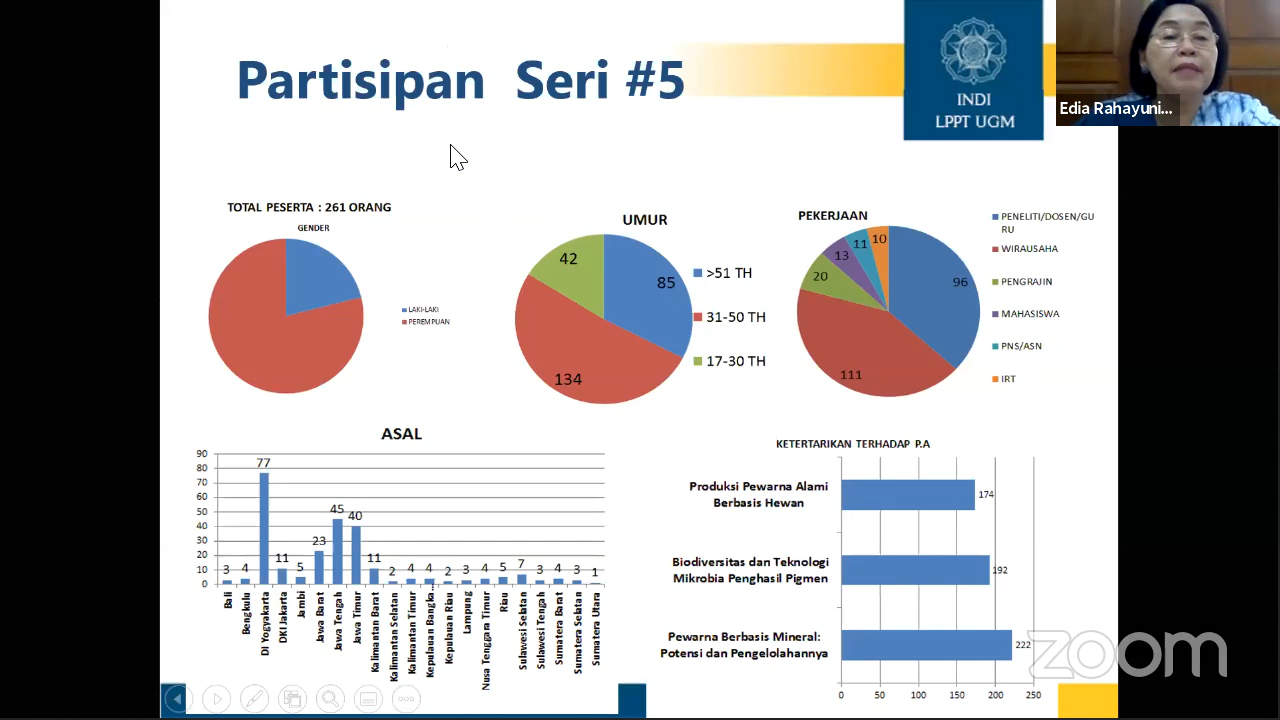 Partisipan Seri #5
INDI
LPPT UGM
Edia Rahayuni...
TOTAL PESERTA : 261 ORANG
GENDER
LAKI-LAKI
PEREMPUAN
UMUR
42
85
134
>51 TH
31-50 TH
17-30 TH
PEKERJAAN
10
11
13
20
96
111
PENELITI/DOSEN/GU
RU
WIRAUSAHA
PENGRAJIN
MAHASISWA
PNS/ASN
IRT
ASAL
90
80
70
60
50
40
30
20
10
0
3
4
77
11
5
23
45
40
11
2
4
4
2
3
4
5
7
3
4
3
1
Bali
Bengkulu
DI Yogyakarta
DKI Jakarta
Jambi
Jawa Barat
Jawa Tengah
Jawa Timur
Kalimantan Barat
Kalimantan Selatan
Kalimantan Timur
Kepulauan Bangka...
Kepulauan Riau
Lampung
Nusa Tenggara Timur
Riau
Sulawesi Selatan
Sulawesi Tengah
Sumatera Barat
Sumatera Selatan
Sumatera Utara
KETERTARIKAN TERHADAP P.A
Produksi Pewarna Alami
Berbasis Hewan
174
Biodiversitas dan Teknologi
Mikrobia Penghasil Pigmen
192
Pewarna Berbasis Mineral:
Potensi dan Pengelolahannya
222
0 50 100 150 200 250
zoom